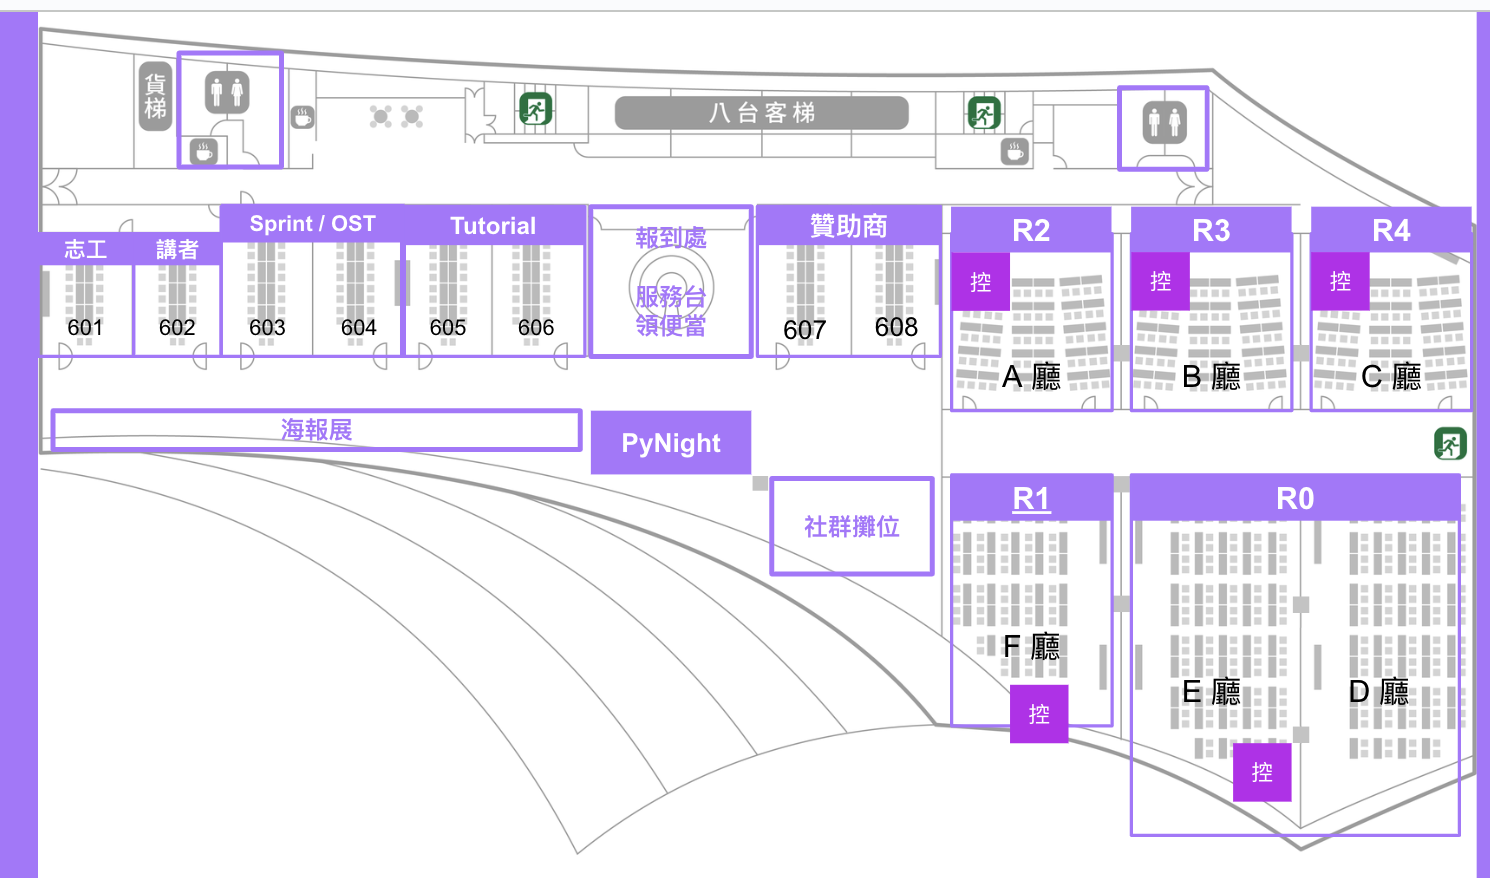 貨梯
八台客梯
志工
講者
Sprint / OST
Tutorial
報到處
服務台
領便當
贊助商
R2
R3
R4
控
控
控
601
602
603
604
605
606
607
608
A 廳
B 廳
C 廳
海報展
PyNight
社群攤位
R1
R0
F 廳
E 廳
D 廳
控
控